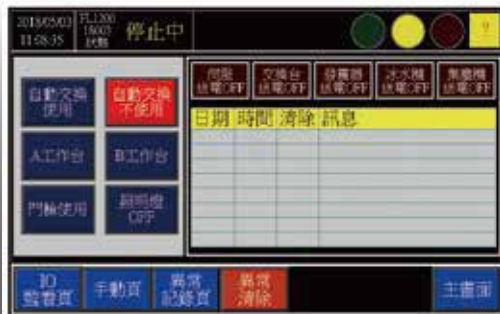 2018/05/03
11:58:35
FL1200
停止中
伺服
送電OFF
交換台
送電OFF
送電OFF
冰水機
送電OFF
集塵機
送電OFF
自動交換
使用
自動交換
不使用
日期 時間 清除 訊息
A工作台
B工作台
門檢使用
照明燈
OFF
IO
監看頁
手動頁
異常
記錄頁
異常
清除
主畫面